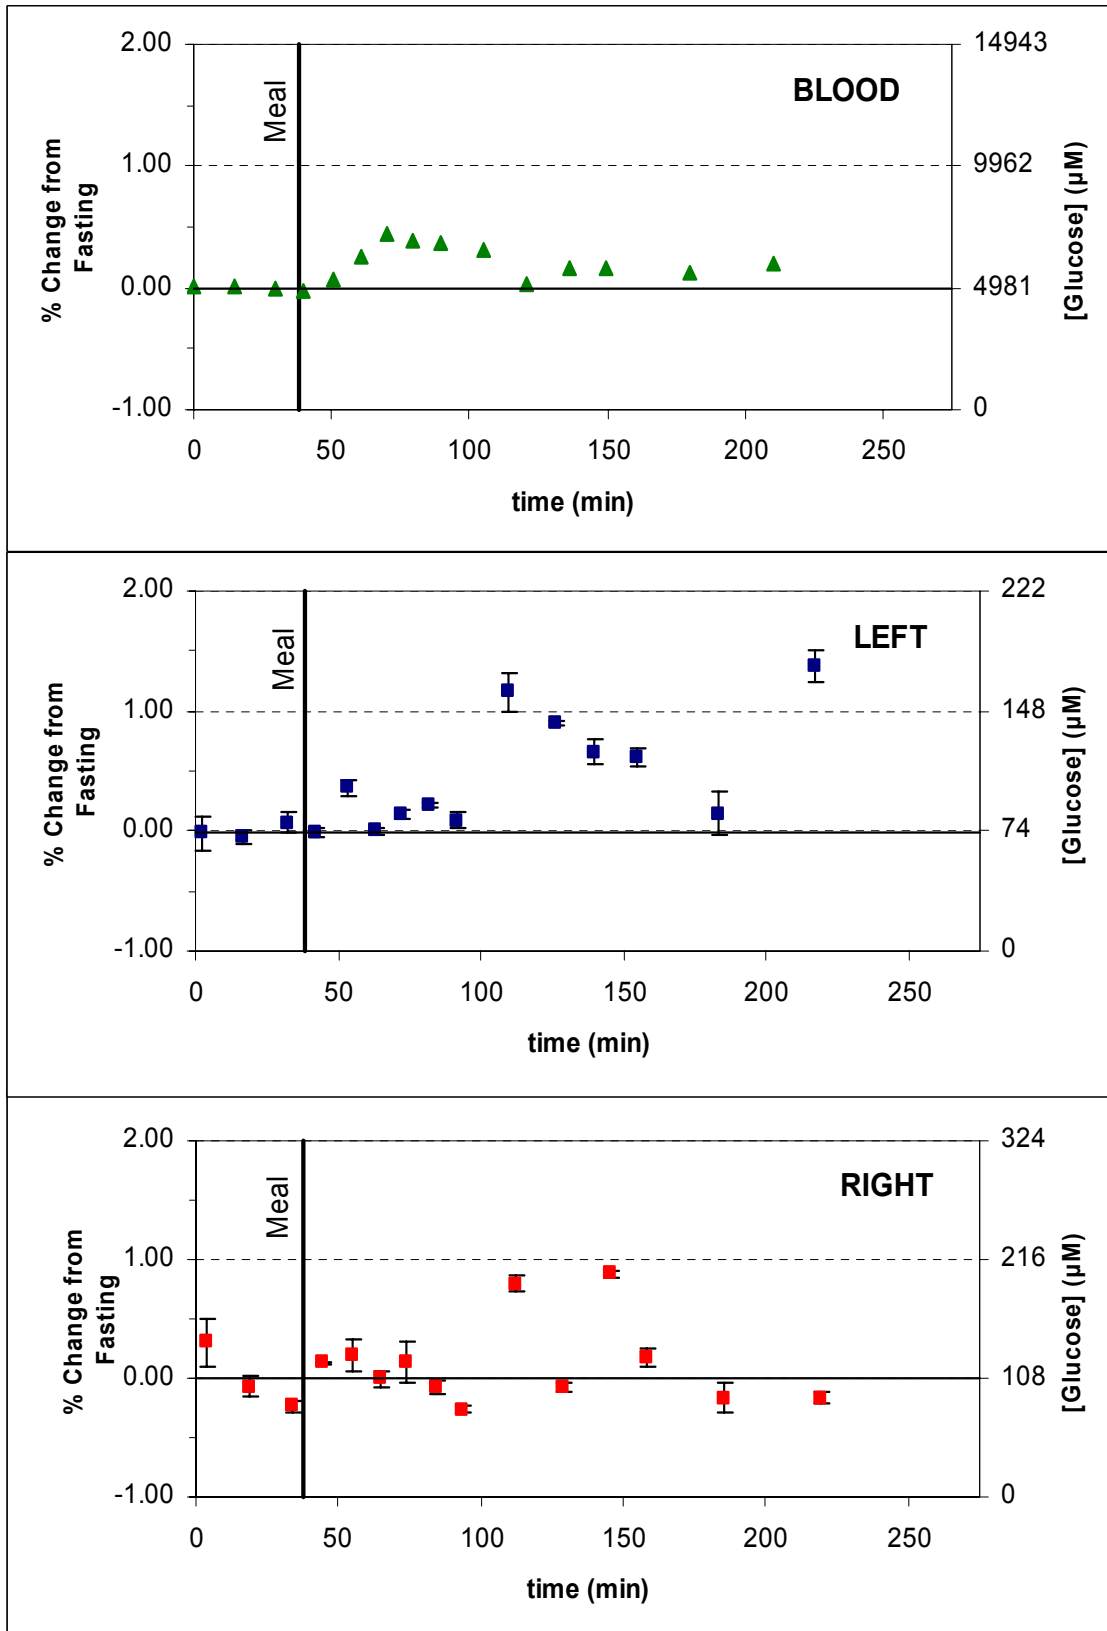 BLOOD
Meal
% Change from
Fasting
2.00
1.00
0.00
-1.00
14943
9962
4981
0
[Glucose] (µM)
0 50 100 150 200 250
time (min)
LEFT
Meal
% Change from
Fasting
2.00
1.00
0.00
-1.00
222
148
74
0
[Glucose] (µM)
0 50 100 150 200 250
time (min)
RIGHT
Meal
% Change from
Fasting
2.00
1.00
0.00
-1.00
324
216
108
0
[Glucose] (µM)
0 50 100 150 200 250
time (min)